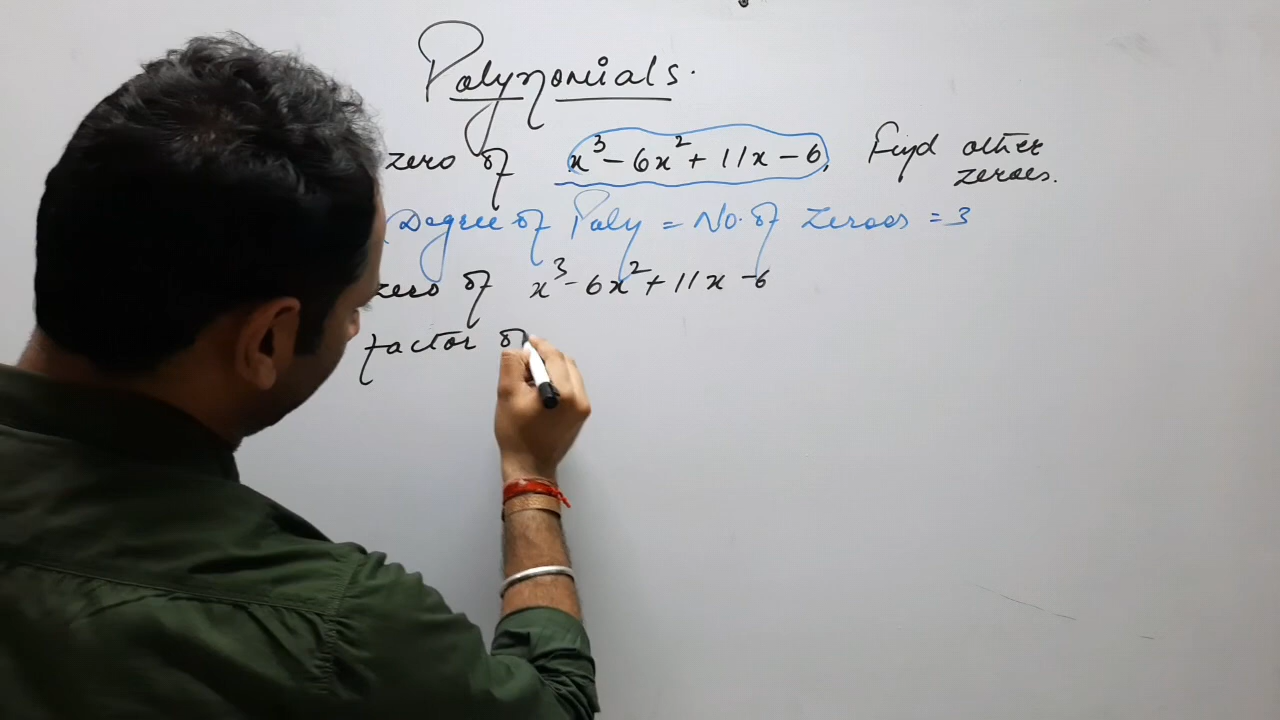 Polynomials.
zero of x³ - 6x² + 11x - 6, Find other zeroes.
Degree of Poly = No. of zeroes = 3
zero of x³ - 6x² + 11x - 6
factor of